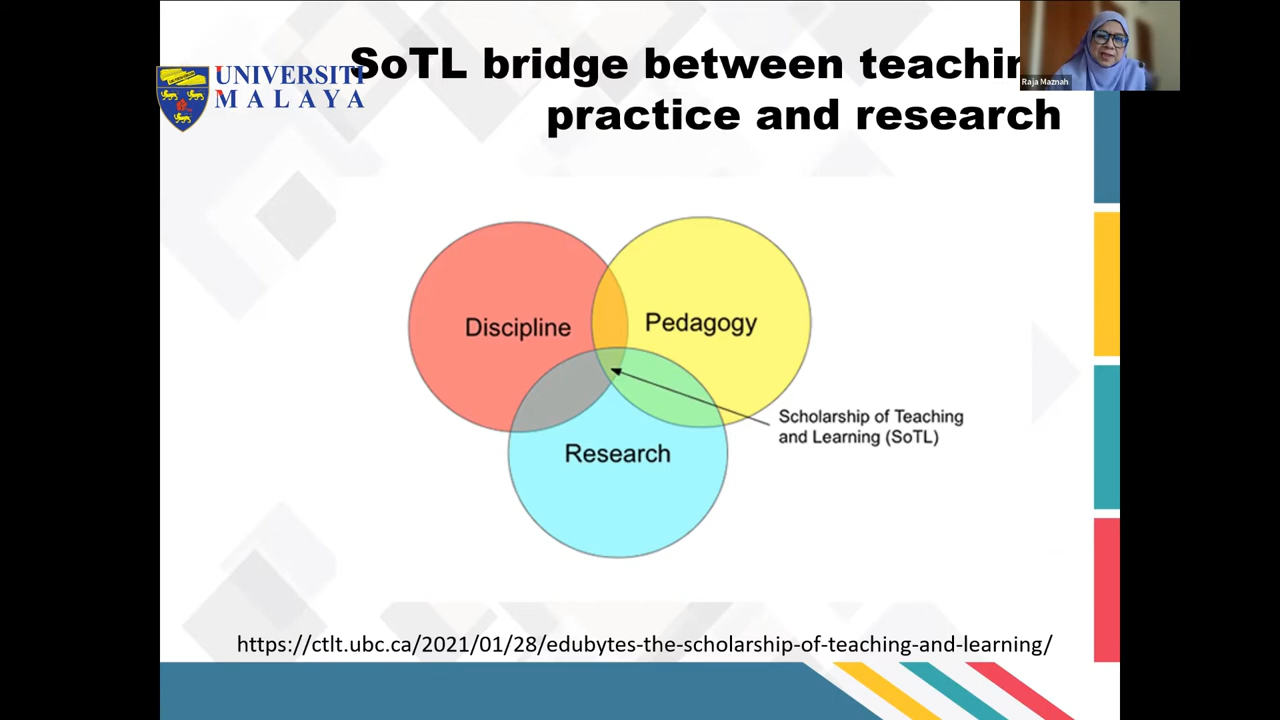 SoTL bridge between teachin
practice and research
UNIVERSITI
MALAYA
Raja Maznah
Discipline
Pedagogy
Scholarship of Teaching
and Learning (SoTL)
Research
https://ctlt.ubc.ca/2021/01/28/edubytes-the-scholarship-of-teaching-and-learning/